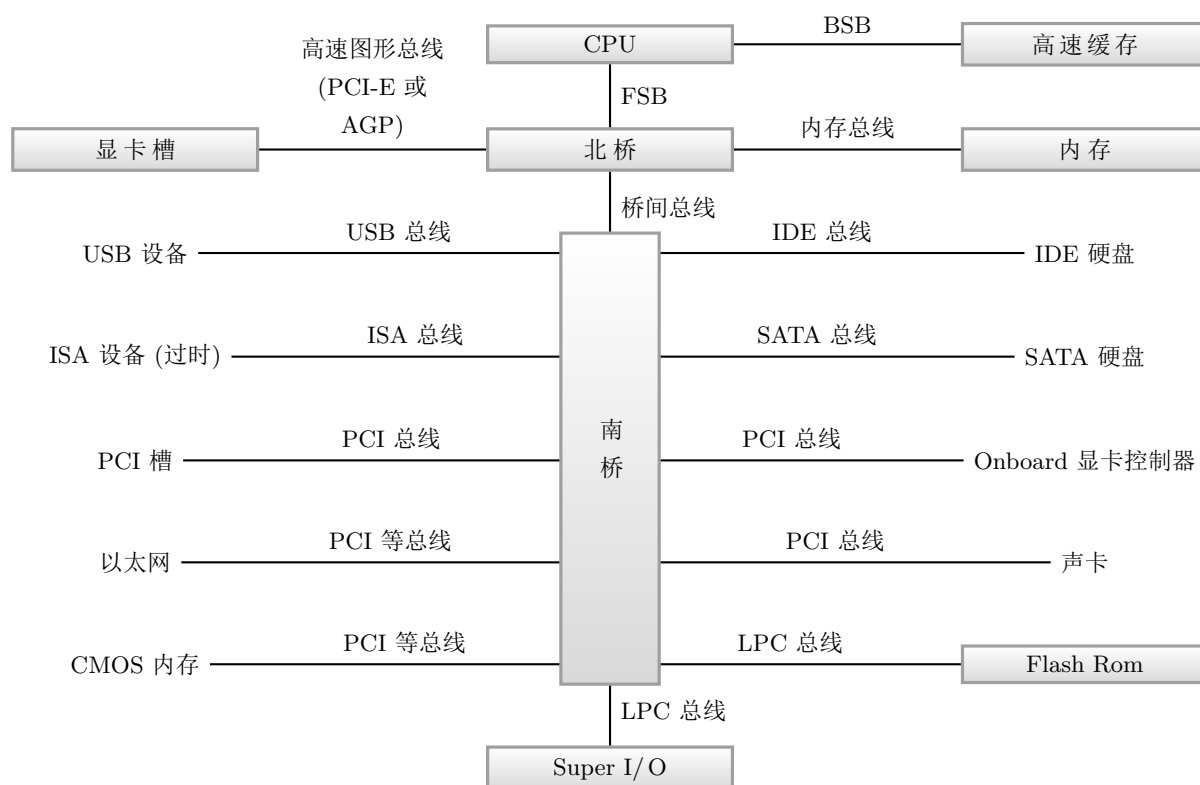 CPU
BSB
高速缓存
高速图形总线
(PCI-E 或
AGP)
FSB
显卡槽
北桥
内存总线
内存
桥间总线
USB 设备
USB 总线
IDE 总线
IDE 硬盘
ISA 设备 (过时)
ISA 总线
SATA 总线
SATA 硬盘
南
桥
PCI 槽
PCI 总线
PCI 总线
Onboard 显卡控制器
以太网
PCI 等总线
PCI 总线
声卡
CMOS 内存
PCI 等总线
LPC 总线
Flash Rom
LPC 总线
Super I/O